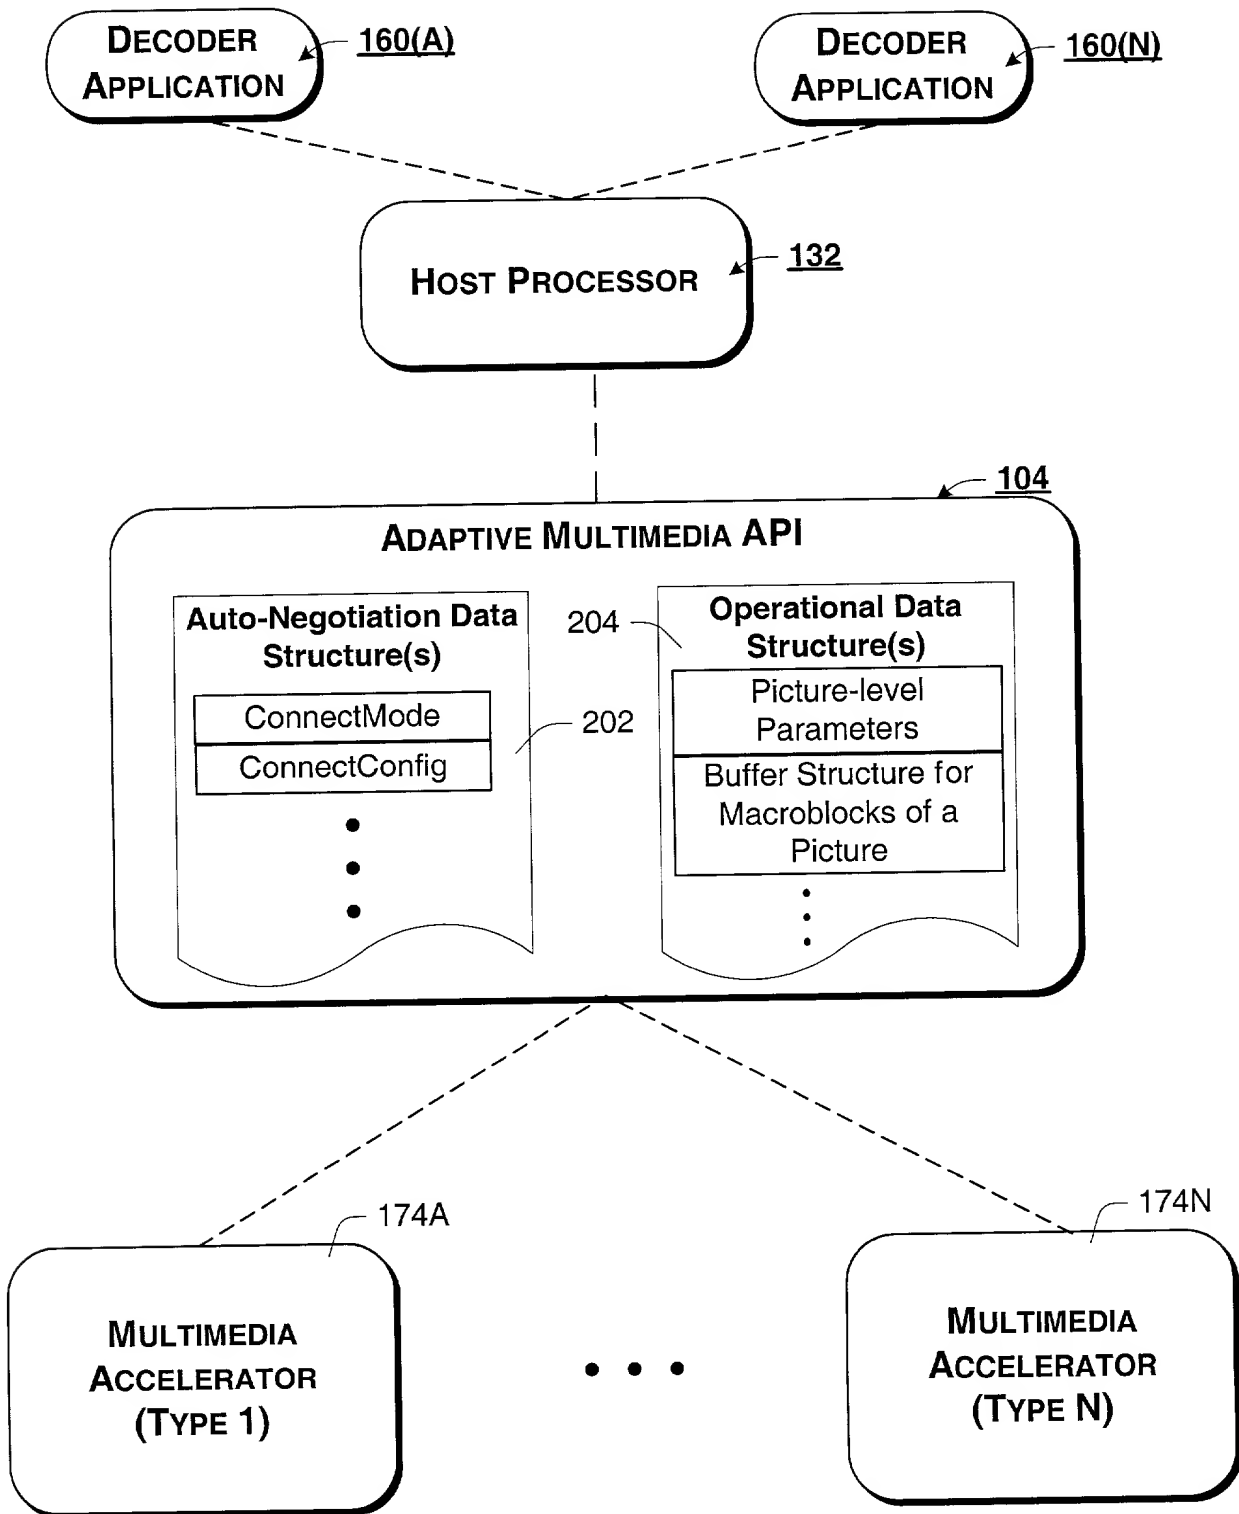 DECODER
APPLICATION
160(A)
DECODER
APPLICATION
160(N)
HOST PROCESSOR
132
104
ADAPTIVE MULTIMEDIA API
Auto-Negotiation Data
Structure(s)
ConnectMode
ConnectConfig
202
204
Operational Data
Structure(s)
Picture-level
Parameters
Buffer Structure for
Macroblocks of a
Picture
174A
MULTIMEDIA
ACCELERATOR
(TYPE 1)
174N
MULTIMEDIA
ACCELERATOR
(TYPE N)